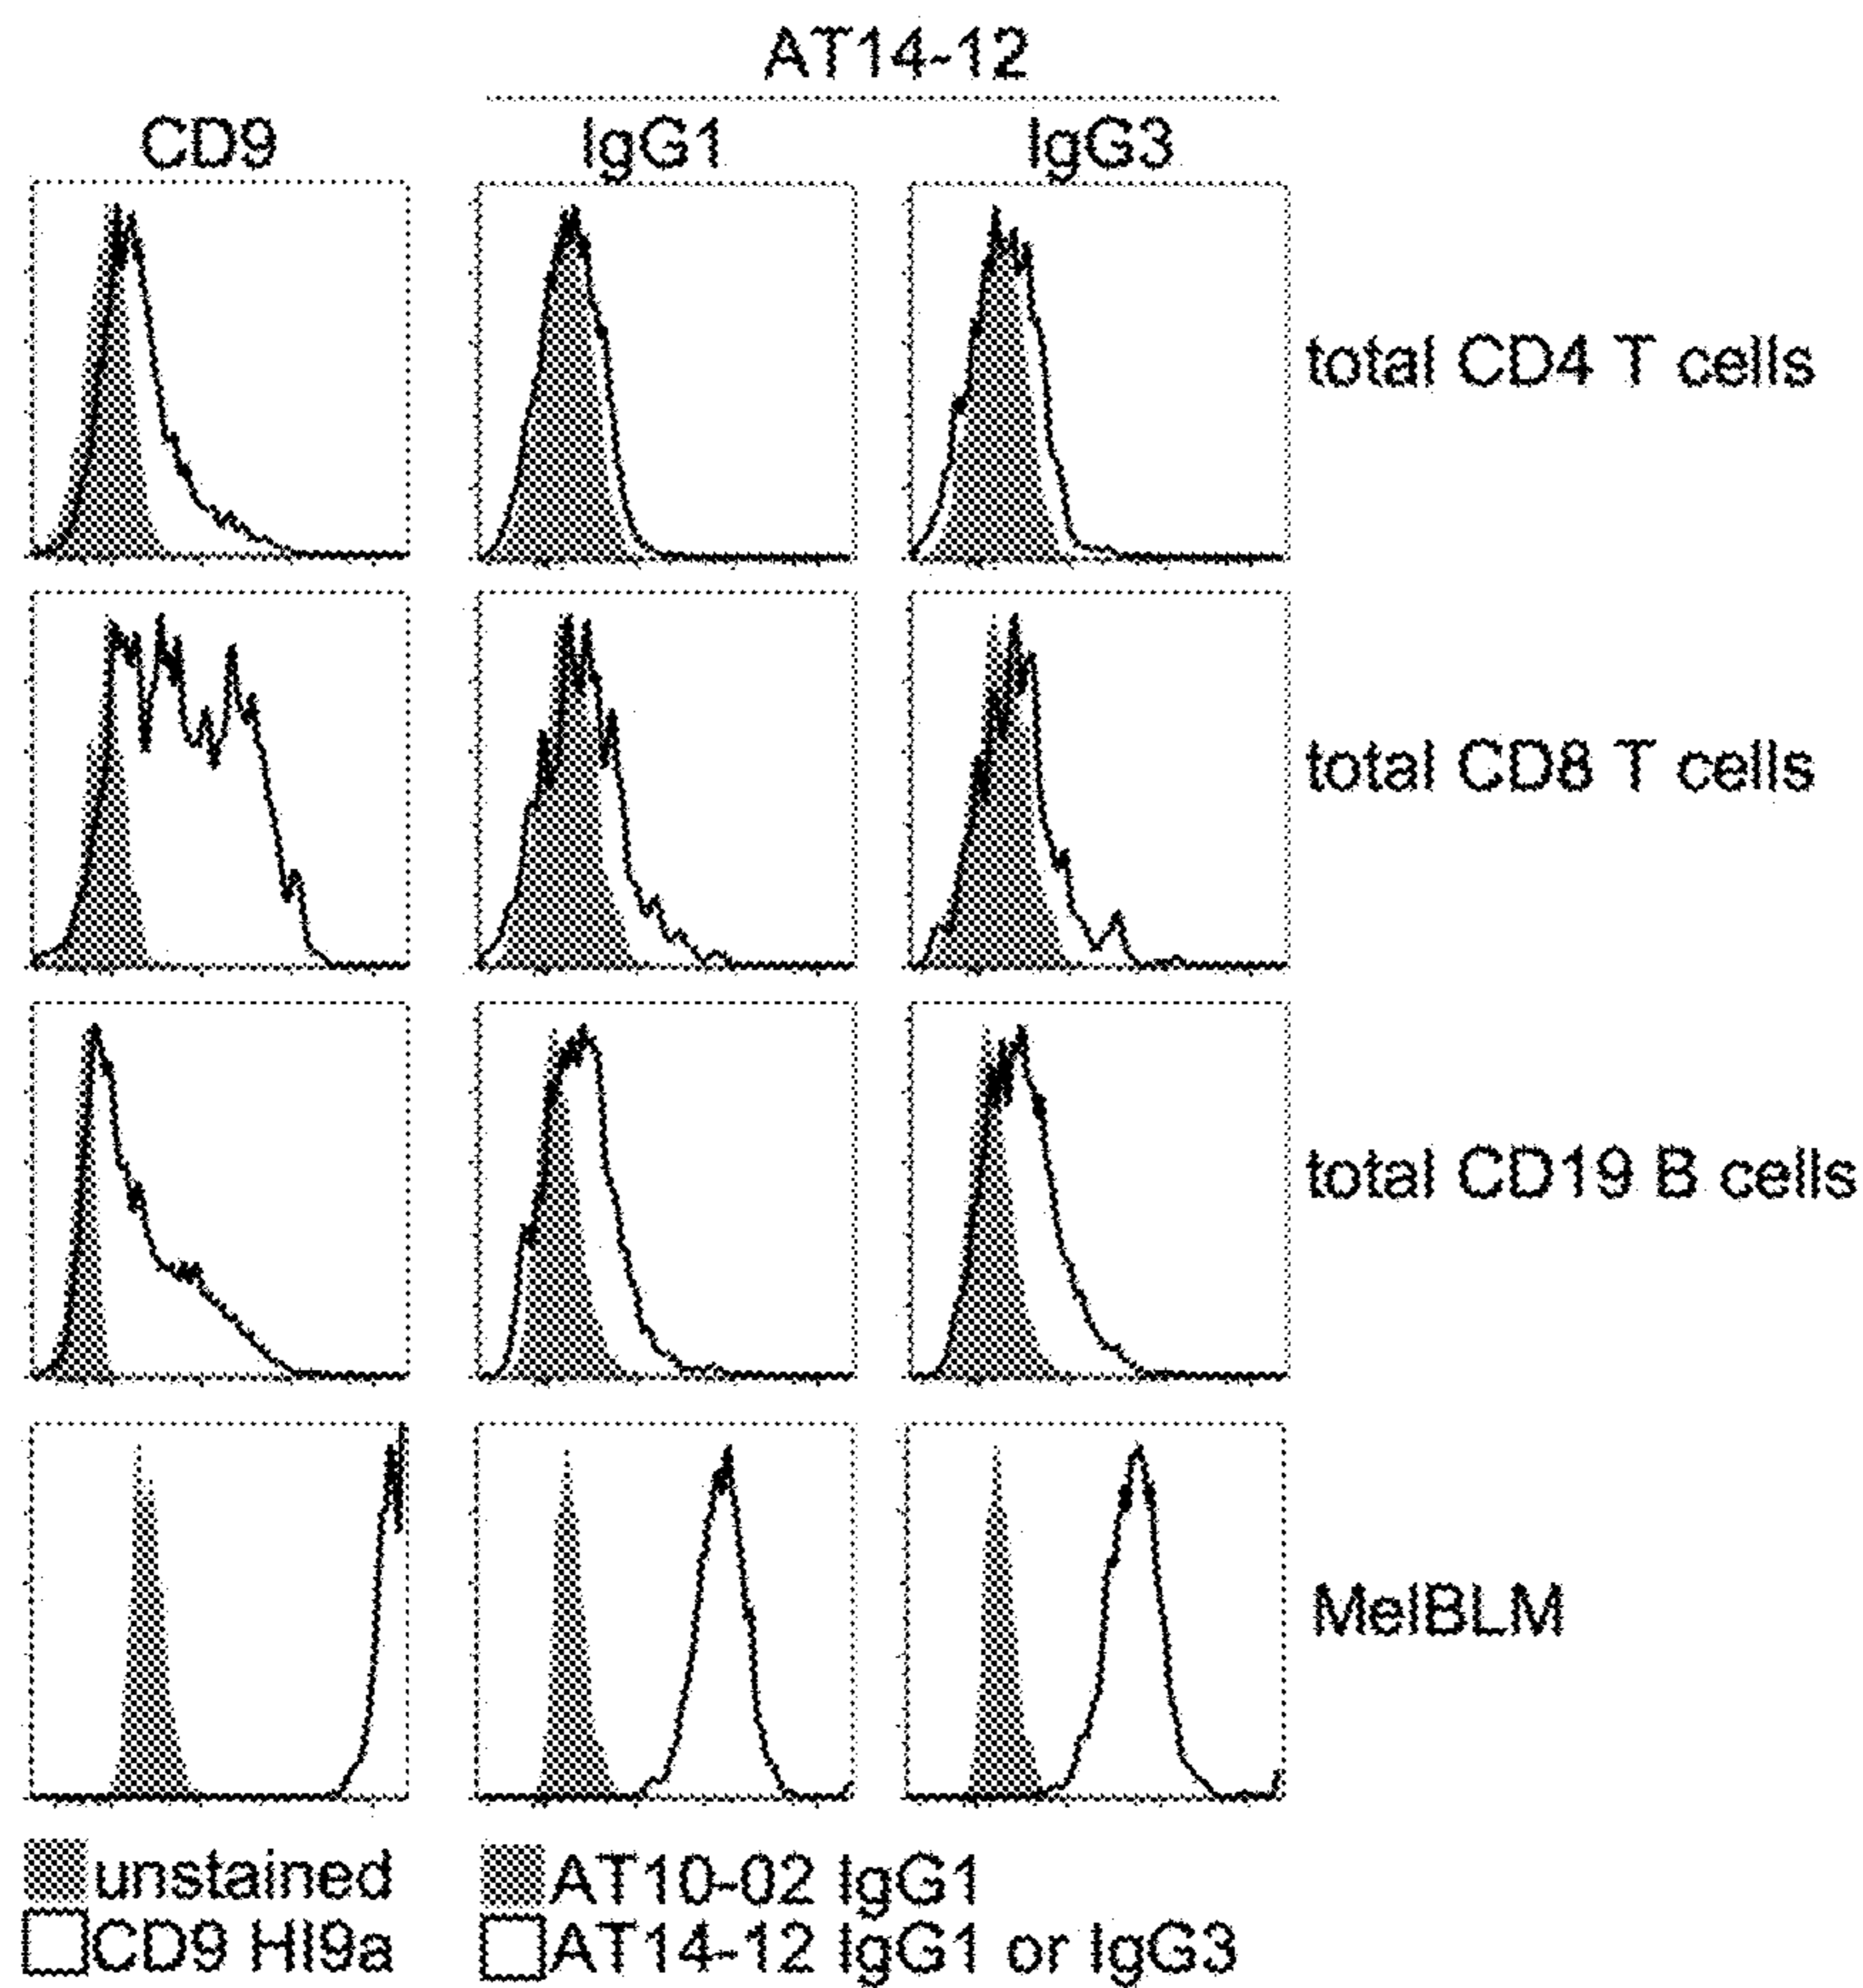 AT14-12
CD9 IgG1 IgG3
total CD4 T cells
total CD8 T cells
total CD19 B cells
MelBLM
unstained AT10-02 IgG1
CD9 HI9a AT14-12 IgG1 or IgG3